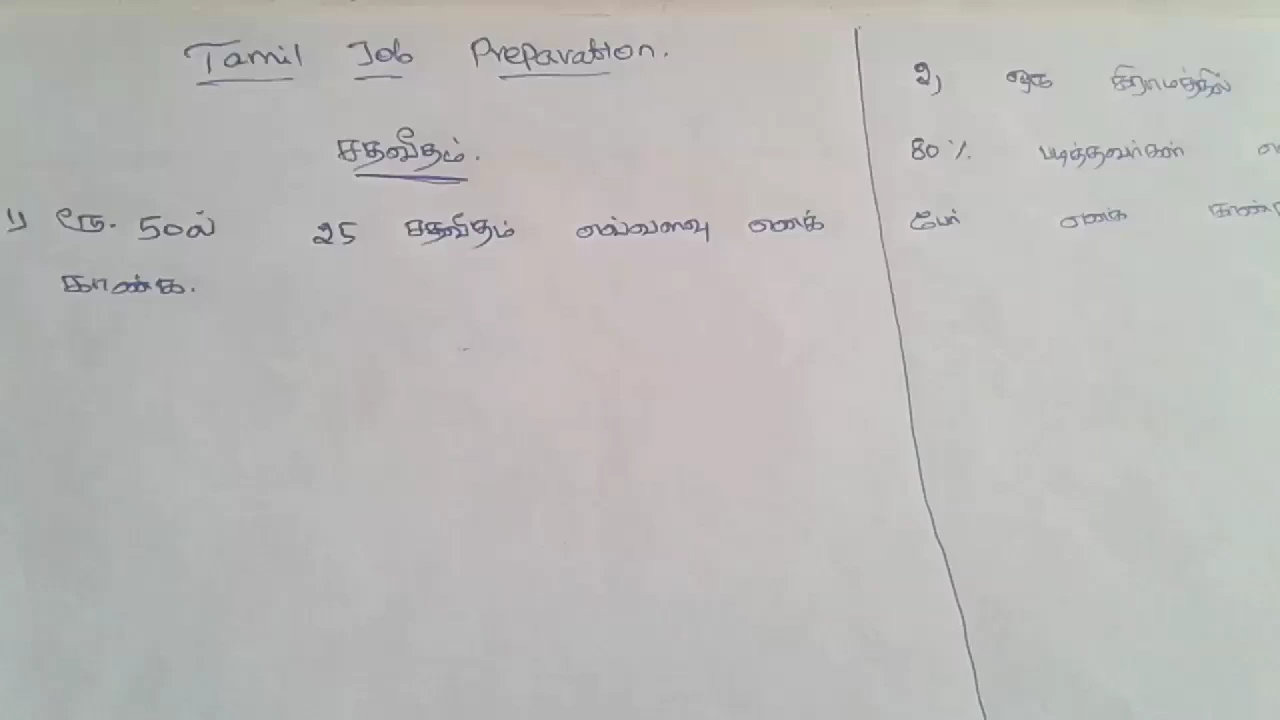 Tamil Job Preparation.
சதவீதம்.
1) ரூ. 50ல் 25 சதவீதம் எவ்வளவு எனக்
காண்க.
2) ஒரு கிராமத்தில்
80% படித்தவர்கள்
பேர் எனக்